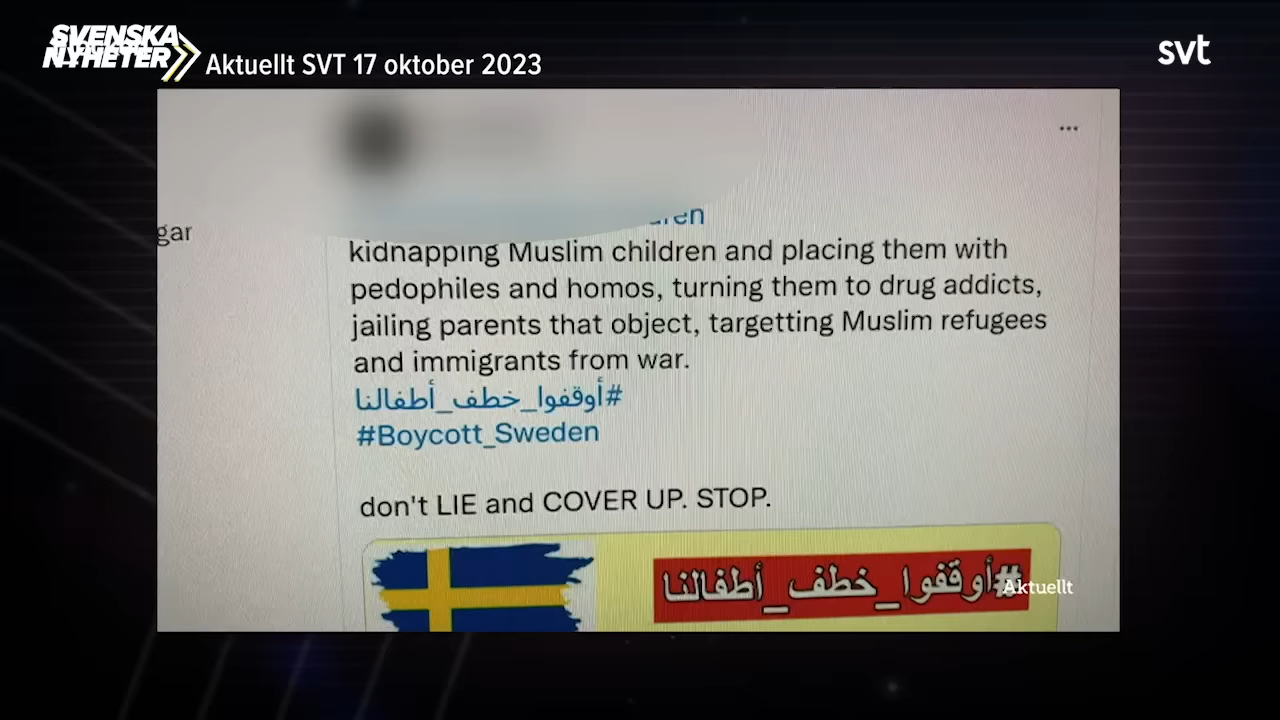 SVENSKA
NYHETER
Aktuellt SVT 17 oktober 2023
svt
...
gar
kidnapping Muslim children and placing them with
pedophiles and homos, turning them to drug addicts,
jailing parents that object, targetting Muslim refugees
and immigrants from war.
#أوقفوا_خطف_أطفالنا
#Boycott_Sweden
don't LIE and COVER UP. STOP.
#أوقفوا_خطف_أطفالنا
Aktuellt